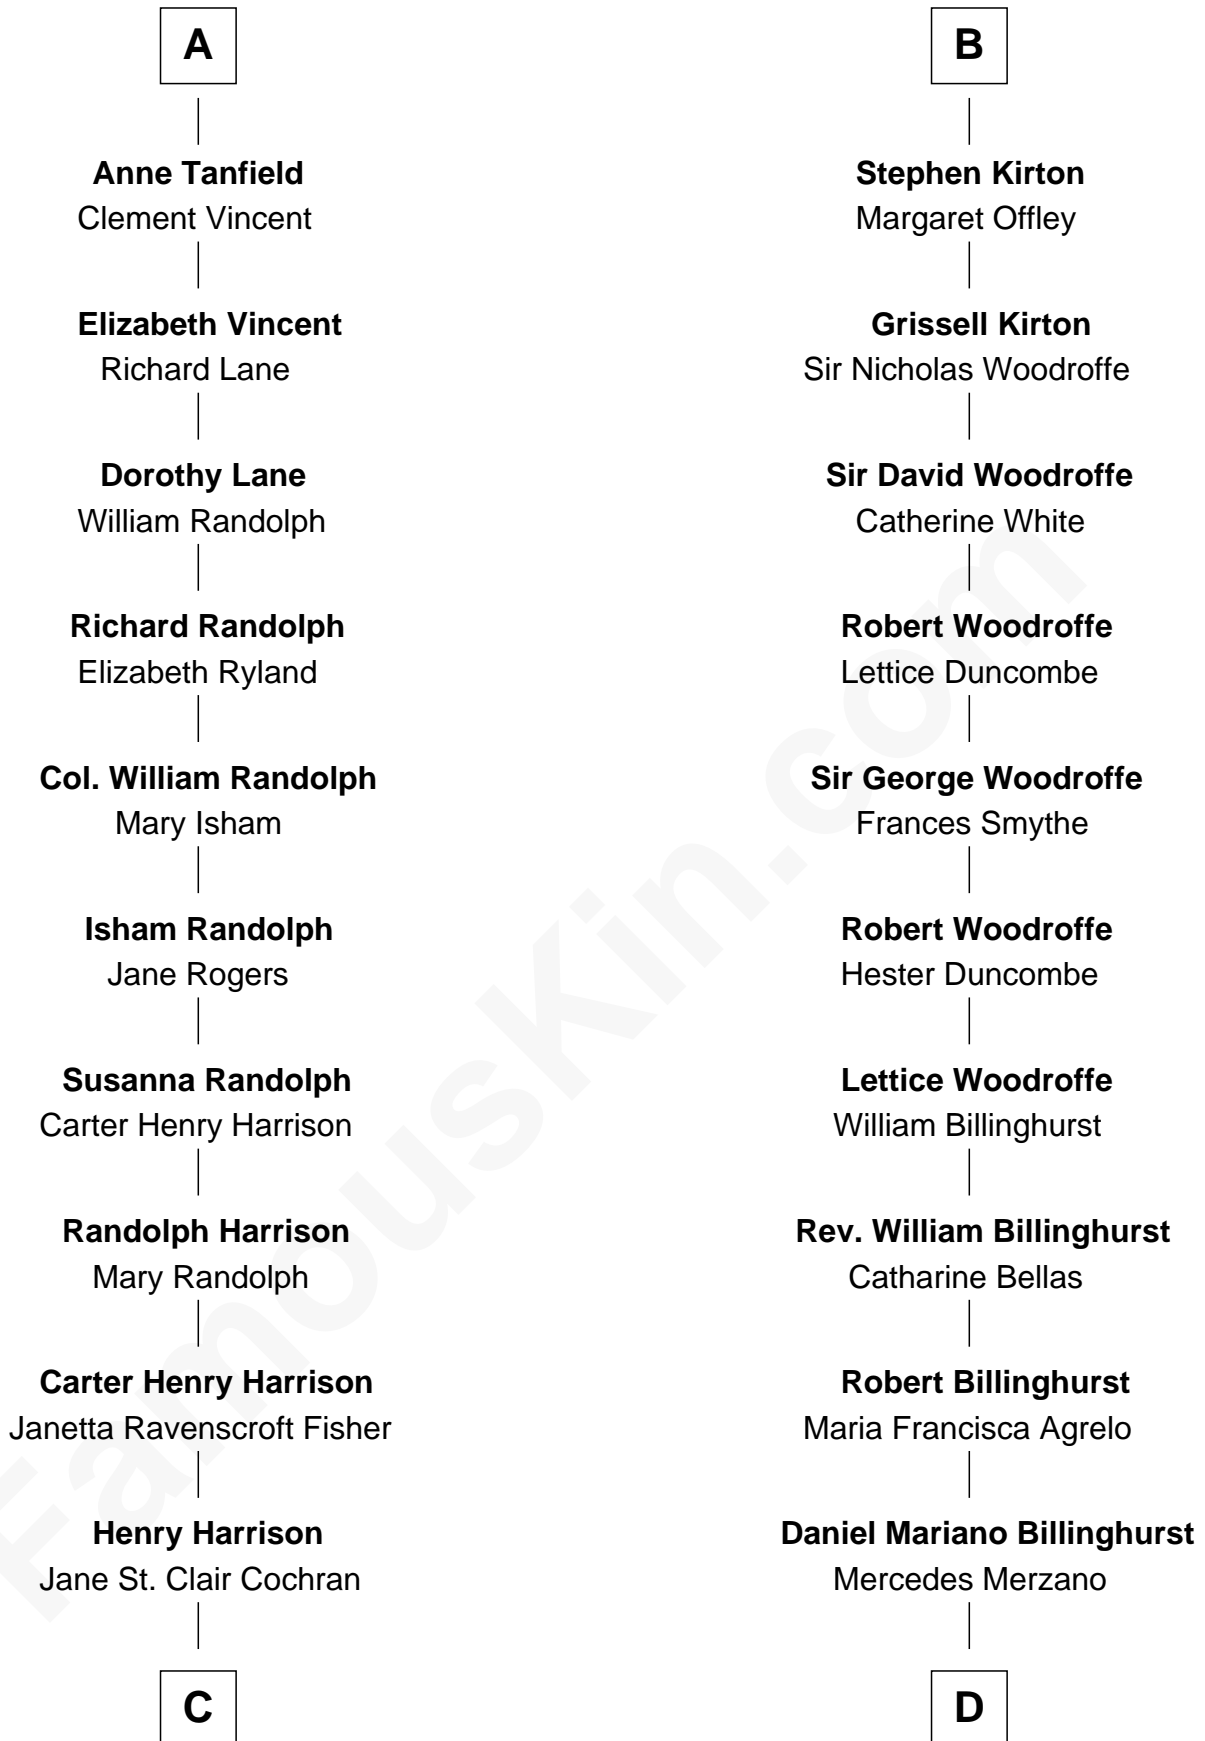 A
Anne Tanfield
Clement Vincent
Elizabeth Vincent
Richard Lane
Dorothy Lane
William Randolph
Richard Randolph
Elizabeth Ryland
Col. William Randolph
Mary Isham
Isham Randolph
Jane Rogers
Susanna Randolph
Carter Henry Harrison
Randolph Harrison
Mary Randolph
Carter Henry Harrison
Janetta Ravenscroft Fisher
Henry Harrison
Jane St. Clair Cochran
C
B
Stephen Kirton
Margaret Offley
Grissell Kirton
Sir Nicholas Woodroffe
Sir David Woodroffe
Catherine White
Robert Woodroffe
Lettice Duncombe
Sir George Woodroffe
Frances Smythe
Robert Woodroffe
Hester Duncombe
Lettice Woodroffe
William Billinghurst
Rev. William Billinghurst
Catharine Bellas
Robert Billinghurst
Maria Francisca Agrelo
Daniel Mariano Billinghurst
Mercedes Merzano
D
FamousKin.com